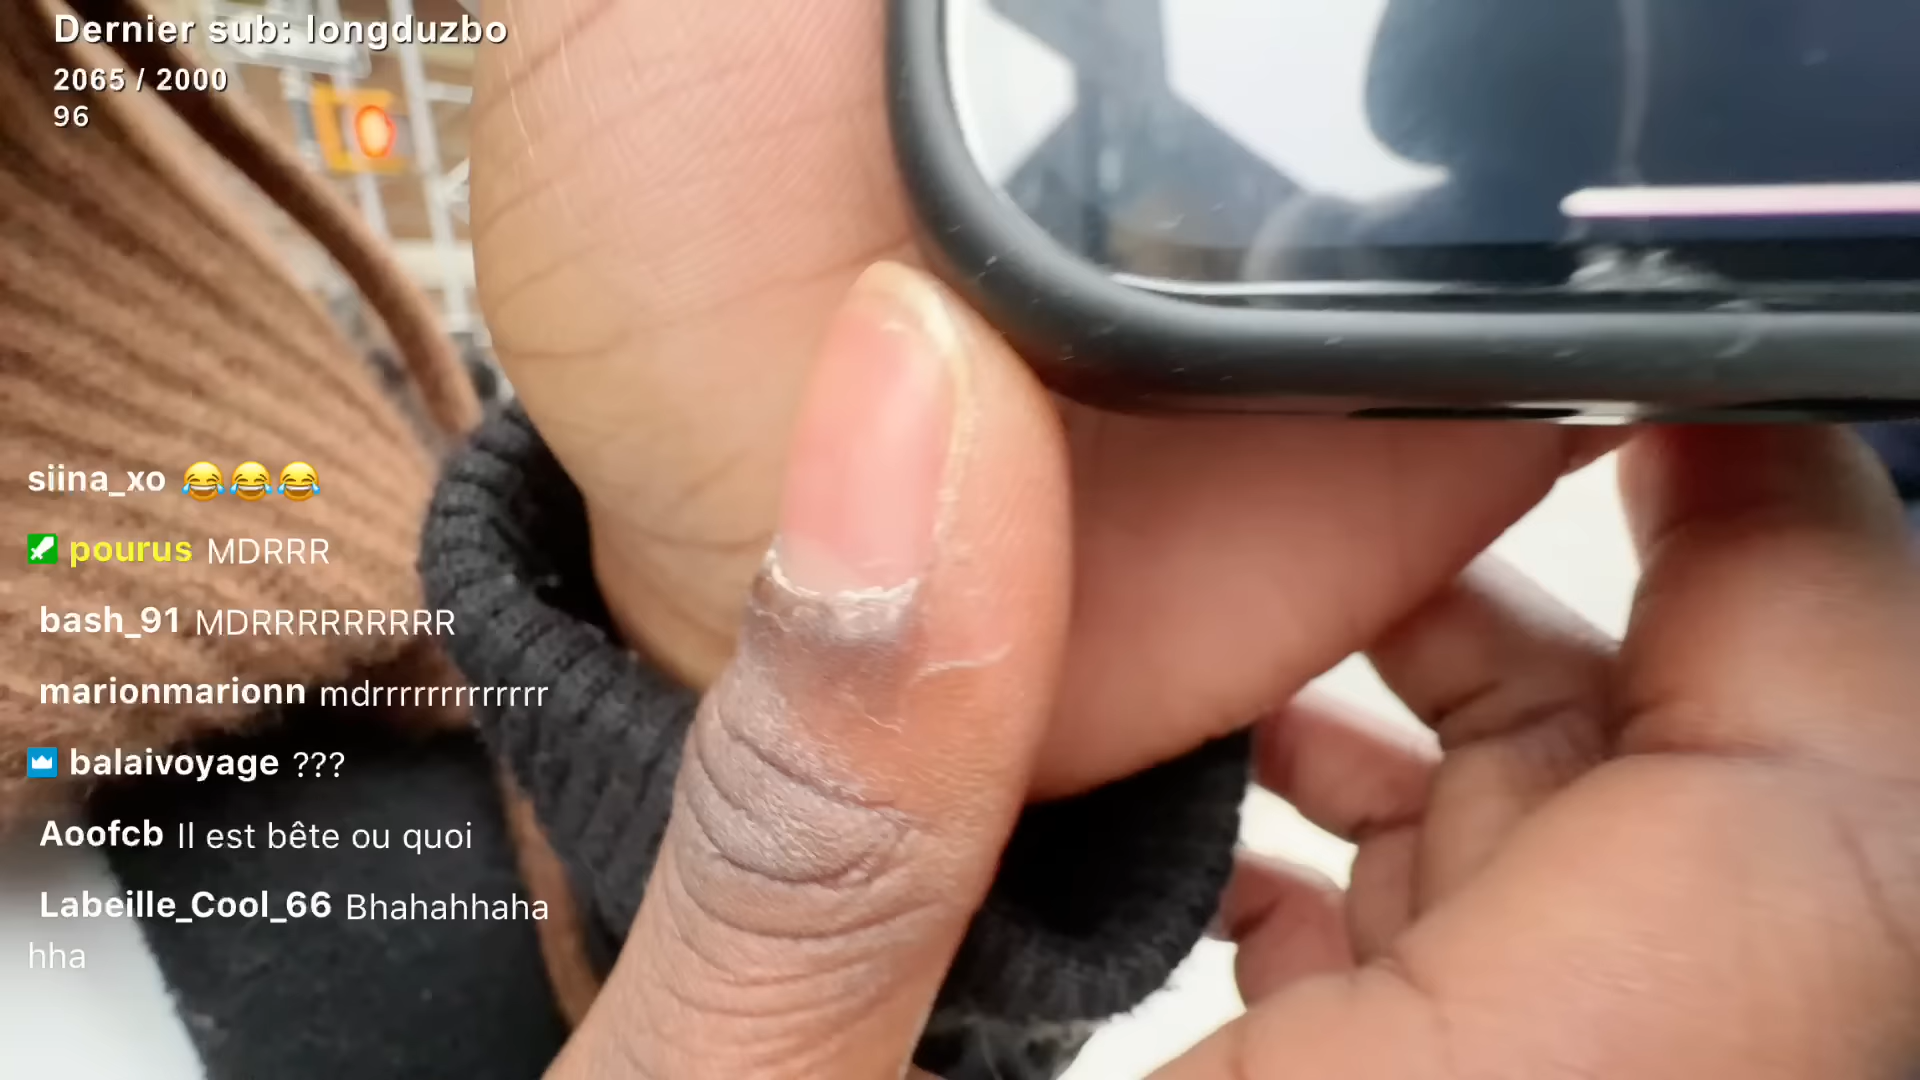 Dernier sub: longduzbo
2065 / 2000
96
siina_xo 😂😂😂
pourus MDRRR
bash_91 MDRRRRRRRRR
marionmarionn mdrrrrrrrrrrrrr
balaivoyage ???
Aoofcb Il est bête ou quoi
Labeille_Cool_66 Bhahahhaha
hha